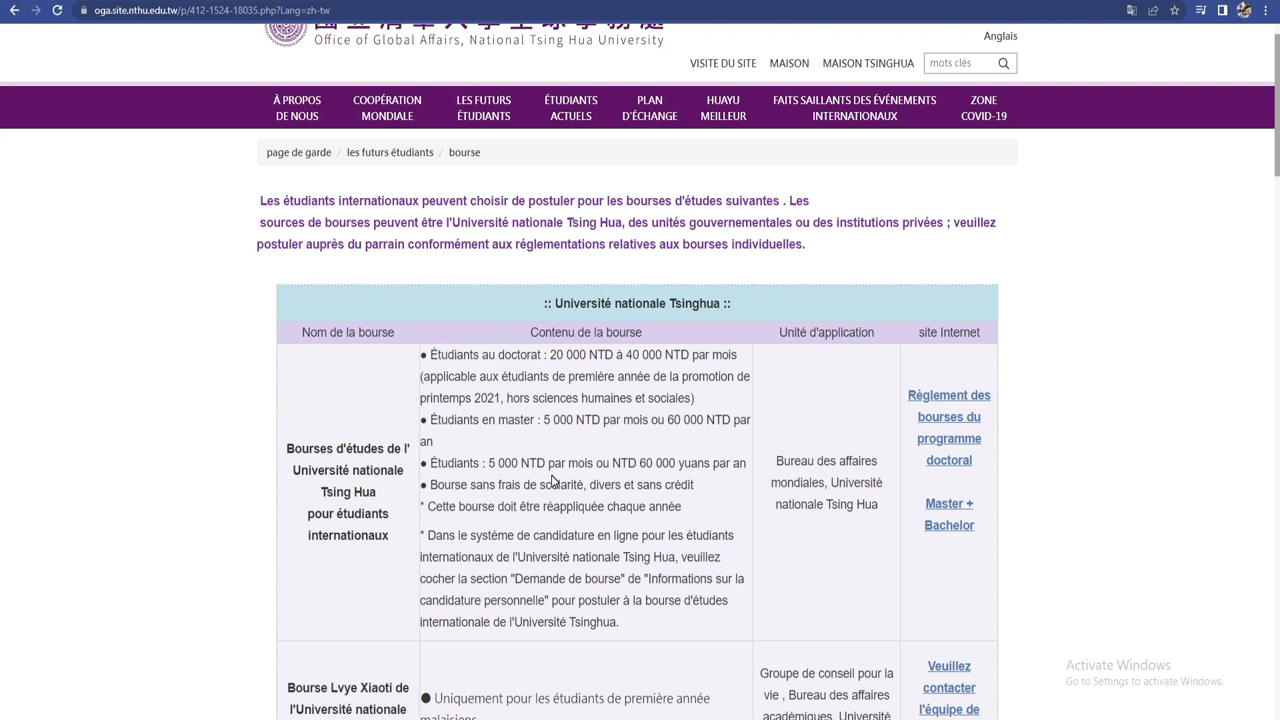 oga.site.nthu.edu.tw/p/412-1524-18035.php?Lang=zh-tw
國立清華大學全球事務處
Office of Global Affairs, National Tsing Hua University
Anglais
VISITE DU SITE MAISON MAISON TSINGHUA mots clés
À PROPOS DE NOUS
COOPÉRATION MONDIALE
LES FUTURS ÉTUDIANTS
ÉTUDIANTS ACTUELS
PLAN D'ÉCHANGE
HUAYU MEILLEUR
FAITS SAILLANTS DES ÉVÉNEMENTS INTERNATIONAUX
ZONE COVID-19
page de garde / les futurs étudiants / bourse
Les étudiants internationaux peuvent choisir de postuler pour les bourses d'études suivantes . Les
sources de bourses peuvent être l'Université nationale Tsing Hua, des unités gouvernementales ou des institutions privées ; veuillez
postuler auprès du parrain conformément aux réglementations relatives aux bourses individuelles.
:: Université nationale Tsinghua ::
Nom de la bourse Contenu de la bourse Unité d'application site Internet
Bourses d'études de l'
Université nationale
Tsing Hua
pour étudiants
internationaux
● Étudiants au doctorat : 20 000 NTD à 40 000 NTD par mois
(applicable aux étudiants de première année de la promotion de
printemps 2021, hors sciences humaines et sociales)
● Étudiants en master : 5 000 NTD par mois ou 60 000 NTD par
an
● Étudiants : 5 000 NTD par mois ou NTD 60 000 yuans par an
● Bourse sans frais de scolarité, divers et sans crédit
* Cette bourse doit être réappliquée chaque année
* Dans le système de candidature en ligne pour les étudiants
internationaux de l'Université nationale Tsing Hua, veuillez
cocher la section "Demande de bourse" de "Informations sur la
candidature personnelle" pour postuler à la bourse d'études
internationale de l'Université Tsinghua.
Bureau des affaires
mondiales, Université
nationale Tsing Hua
Règlement des
bourses du
programme
doctoral
Master +
Bachelor
Bourse Lvye Xiaoti de
l'Université nationale
● Uniquement pour les étudiants de première année
malaisiens
Groupe de conseil pour la
vie , Bureau des affaires
académiques, Université
Veuillez
contacter
l'équipe de
Activate Windows
Go to Settings to activate Windows.